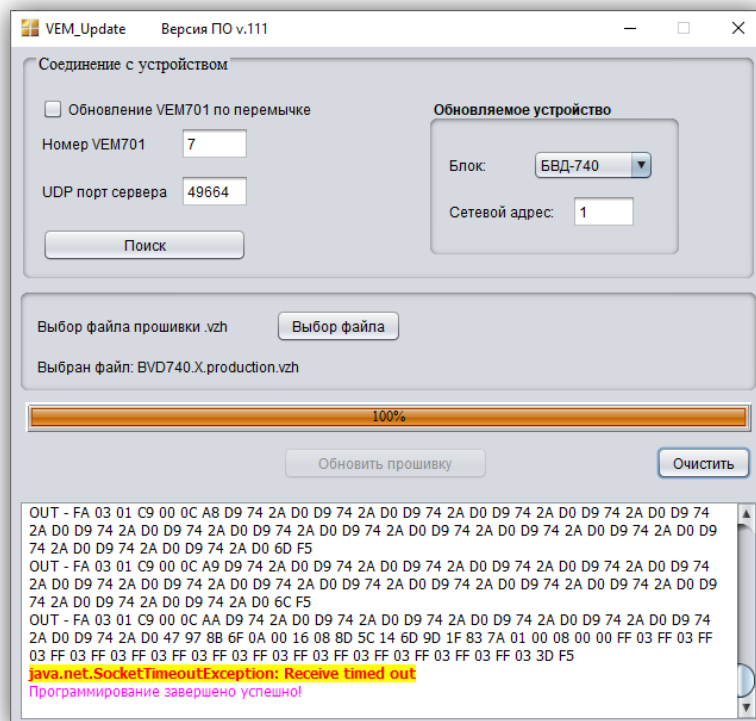 VEM_Update Версия ПО v.111
Соединение с устройством
Обновление VEM701 по перемычке
Обновляемое устройство
Номер VEM701 7
Блок: БВД-740
UDP порт сервера 49664
Сетевой адрес: 1
Поиск
Выбор файла прошивки .vzh Выбор файла
Выбран файл: BVD740.X.production.vzh
100%
Обновить прошивку Очистить
OUT - FA 03 01 C9 00 0C A8 D9 74 2A D0 D9 74 2A D0 D9 74 2A D0 D9 74 2A D0 D9 74 2A D0 D9 74
2A D0 D9 74 2A D0 D9 74 2A D0 D9 74 2A D0 D9 74 2A D0 D9 74 2A D0 D9 74 2A D0 D9 74 2A D0 D9
74 2A D0 D9 74 2A D0 D9 74 2A D0 6D F5
OUT - FA 03 01 C9 00 0C A9 D9 74 2A D0 D9 74 2A D0 D9 74 2A D0 D9 74 2A D0 D9 74 2A D0 D9 74
2A D0 D9 74 2A D0 D9 74 2A D0 D9 74 2A D0 D9 74 2A D0 D9 74 2A D0 D9 74 2A D0 D9 74 2A D0 D9
74 2A D0 D9 74 2A D0 D9 74 2A D0 6C F5
OUT - FA 03 01 C9 00 0C AA D9 74 2A D0 D9 74 2A D0 D9 74 2A D0 D9 74 2A D0 D9 74 2A D0 D9 74
2A D0 D9 74 2A D0 47 97 8B 6F 0A 00 16 08 8D 5C 14 6D 9D 1F 83 7A 01 00 08 00 00 FF 03 FF 03 FF
03 FF 03 FF 03 FF 03 FF 03 FF 03 FF 03 FF 03 FF 03 FF 03 FF 03 FF 03 FF 03 3D F5
java.net.SocketTimeoutException: Receive timed out
Программирование завершено успешно!